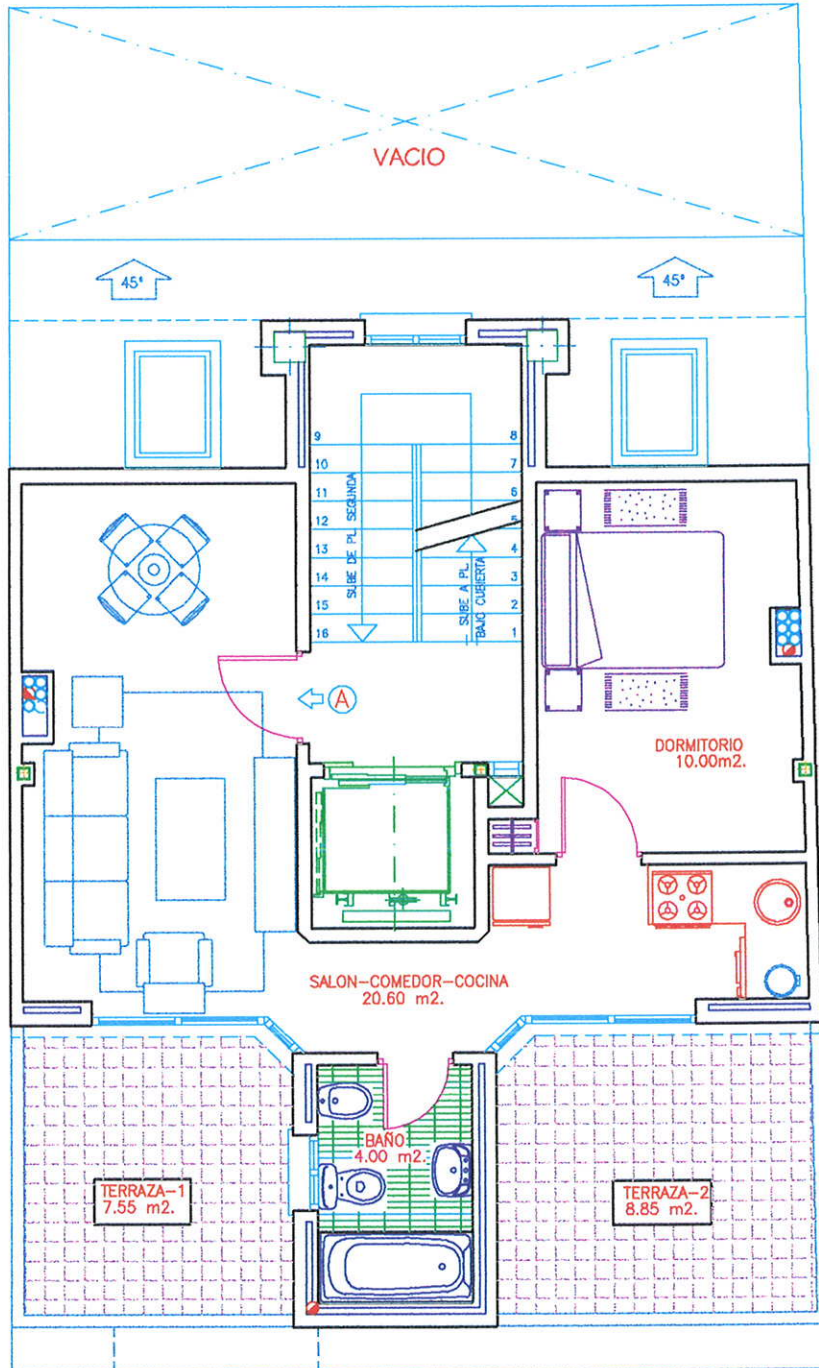 VACIO
45°
45°
9
8
10
7
11
6
12
5
13
4
14
3
15
2
16
1
SUBE DE PL. SEGUNDA
SUBE A PL.
BAJO CUBIERTA
A
DORMITORIO
10.00m2.
SALON-COMEDOR-COCINA
20.60 m2.
BAÑO
4.00 m2.
TERRAZA-1
7.55 m2.
TERRAZA-2
8.85 m2.